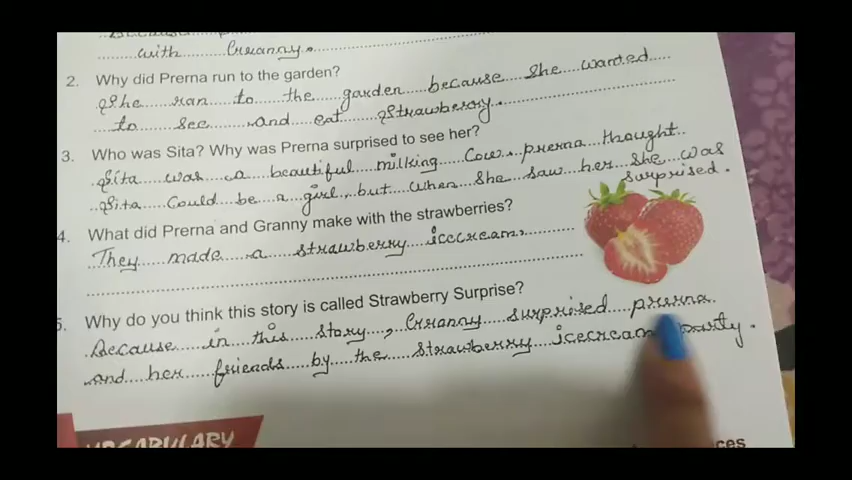 with Granny.
2. Why did Prerna run to the garden?
She ran to the garden because she wanted
to see and eat Strawberry.
3. Who was Sita? Why was Prerna surprised to see her?
Sita was a beautiful milking Cow. prerna thought
Sita Could be a girl, but when she saw her she was
surprised.
4. What did Prerna and Granny make with the strawberries?
They made a strawberry icecream.
5. Why do you think this story is called Strawberry Surprise?
Because in this story, Granny surprised prerna
and her friends by the strawberry icecream party.
VOCABULARY